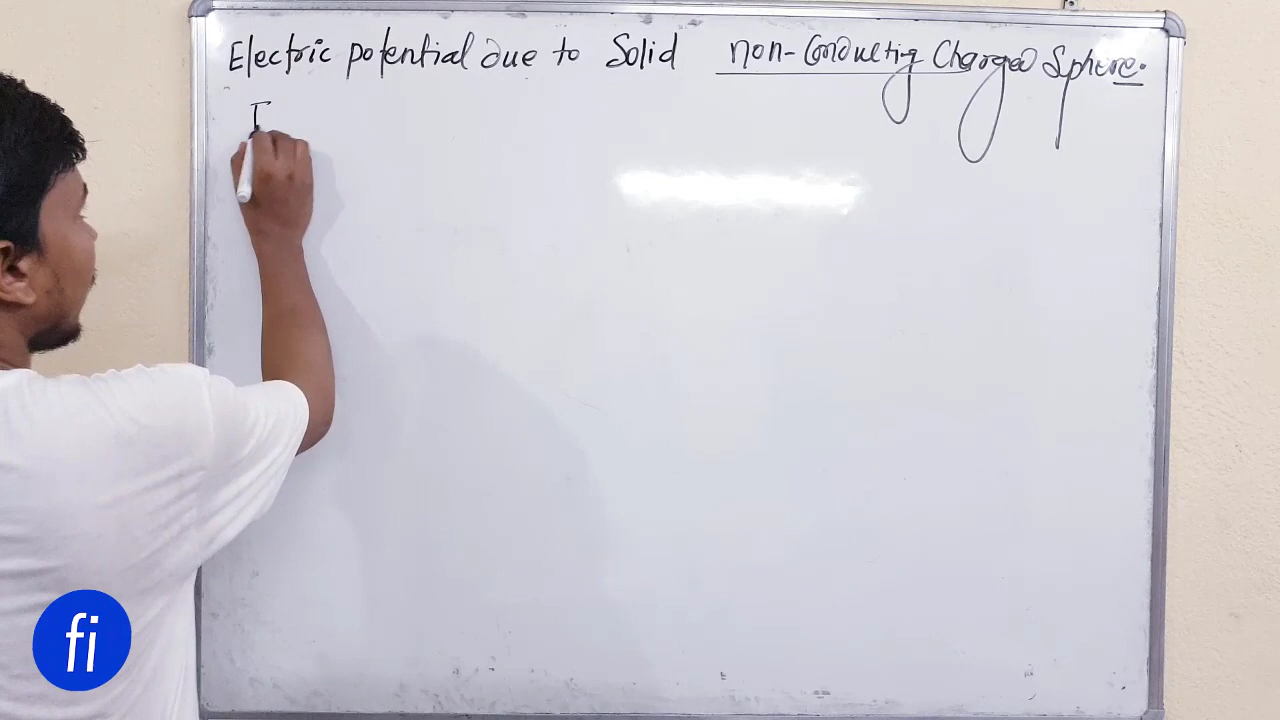 Electric potential due to Solid non-Conducting Charged Sphere.
fi